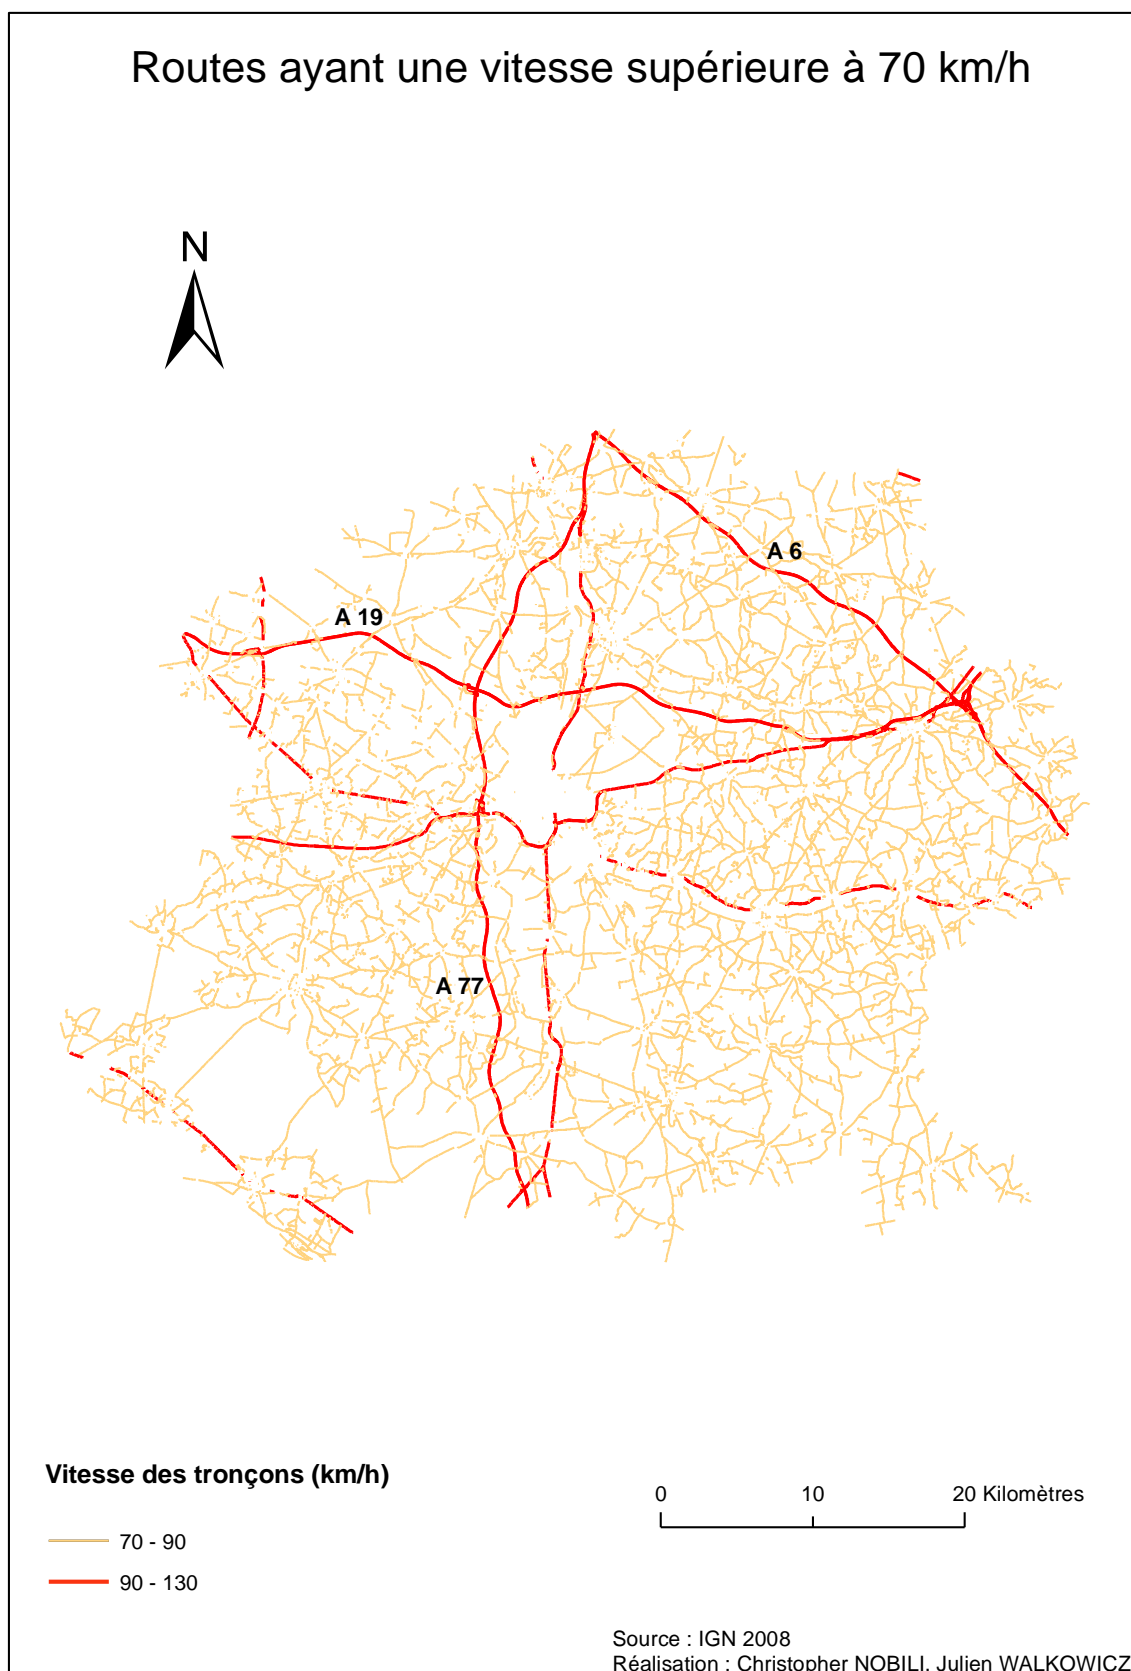 Routes ayant une vitesse supérieure à 70 km/h
N
A 6
A 19
A 77
Vitesse des tronçons (km/h)
70 - 90
90 - 130
0 10 20 Kilomètres
Source : IGN 2008
Réalisation : Christopher NOBILI, Julien WALKOWICZ